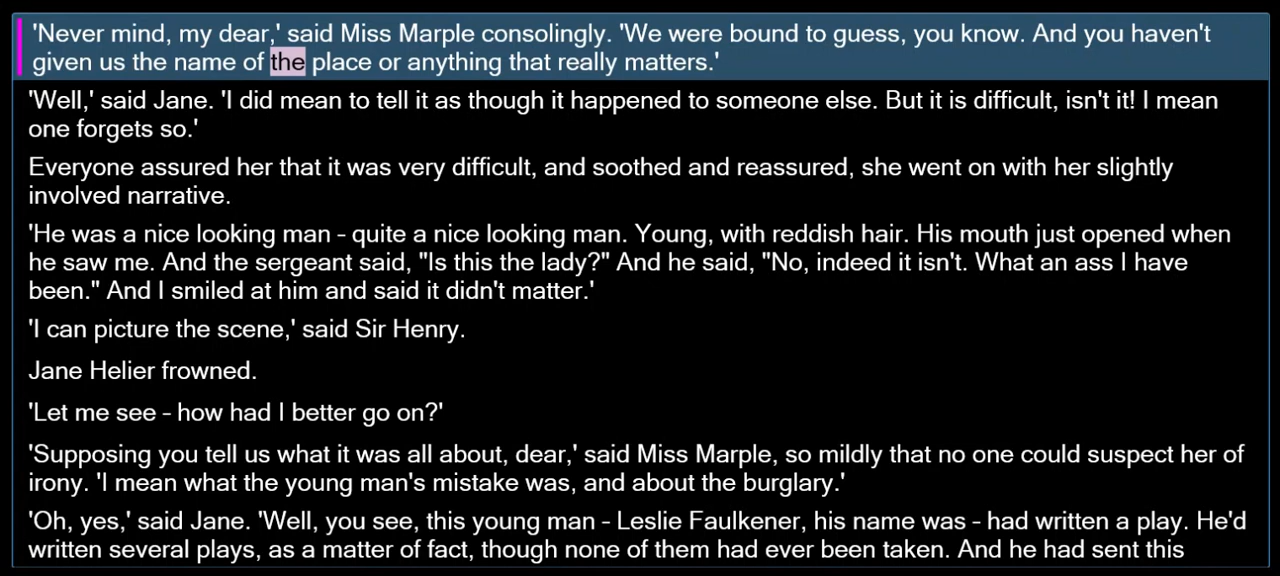 'Never mind, my dear,' said Miss Marple consolingly. 'We were bound to guess, you know. And you haven't
given us the name of the place or anything that really matters.'
'Well,' said Jane. 'I did mean to tell it as though it happened to someone else. But it is difficult, isn't it! I mean
one forgets so.'
Everyone assured her that it was very difficult, and soothed and reassured, she went on with her slightly
involved narrative.
'He was a nice looking man – quite a nice looking man. Young, with reddish hair. His mouth just opened when
he saw me. And the sergeant said, "Is this the lady?" And he said, "No, indeed it isn't. What an ass I have
been." And I smiled at him and said it didn't matter.'
'I can picture the scene,' said Sir Henry.
Jane Helier frowned.
'Let me see – how had I better go on?'
'Supposing you tell us what it was all about, dear,' said Miss Marple, so mildly that no one could suspect her of
irony. 'I mean what the young man's mistake was, and about the burglary.'
'Oh, yes,' said Jane. 'Well, you see, this young man – Leslie Faulkener, his name was – had written a play. He'd
written several plays, as a matter of fact, though none of them had ever been taken. And he had sent this